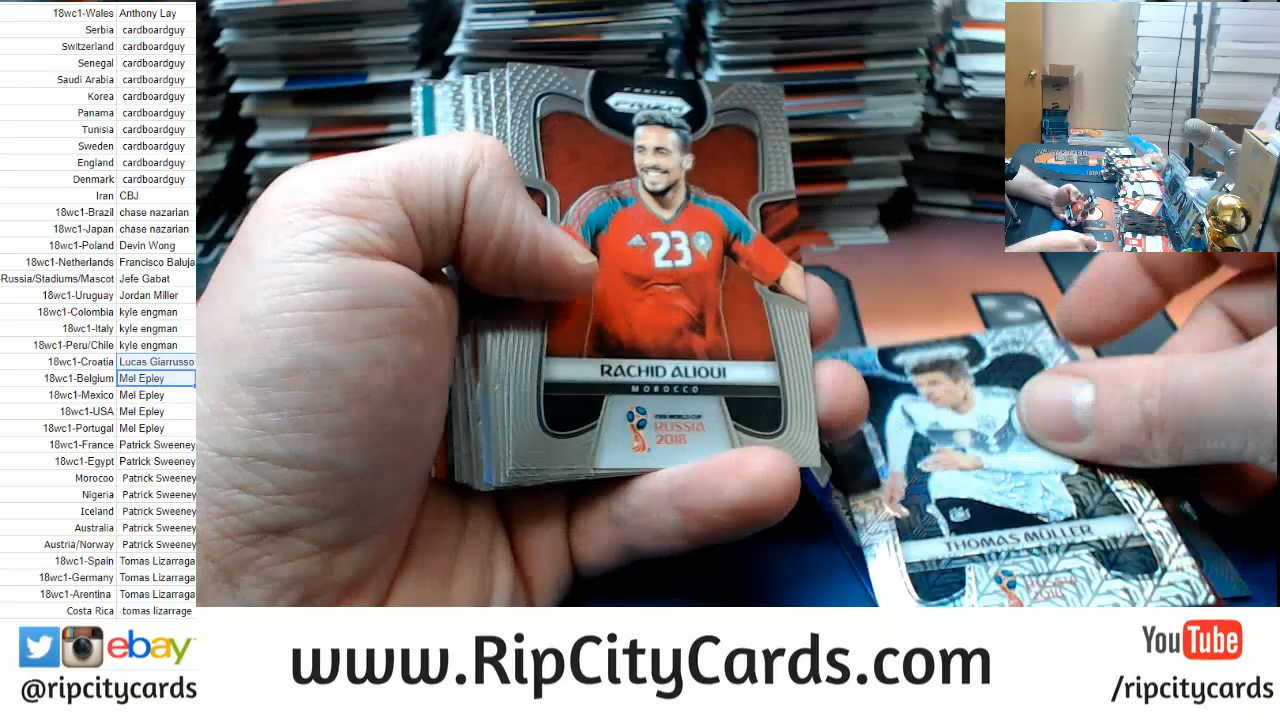 18wc1-Wales Anthony Lay
Serbia cardboardguy
Switzerland cardboardguy
Senegal cardboardguy
Saudi Arabia cardboardguy
Korea cardboardguy
Panama cardboardguy
Tunisia cardboardguy
Sweden cardboardguy
England cardboardguy
Denmark cardboardguy
Iran CBJ
18wc1-Brazil chase nazarian
18wc1-Japan chase nazarian
18wc1-Poland Devin Wong
18wc1-Netherlands Francisco Baluja
-Russia/Stadiums/Mascot Jefe Gabat
18wc1-Uruguay Jordan Miller
18wc1-Colombia kyle engman
18wc1-Italy kyle engman
18wc1-Peru/Chile kyle engman
18wc1-Croatia Lucas Giarrusso
18wc1-Belgium Mel Epley
18wc1-Mexico Mel Epley
18wc1-USA Mel Epley
18wc1-Portugal Mel Epley
18wc1-France Patrick Sweeney
18wc1-Egypt Patrick Sweeney
Morocoo Patrick Sweeney
Nigeria Patrick Sweeney
Iceland Patrick Sweeney
Australia Patrick Sweeney
Austria/Norway Patrick Sweeney
18wc1-Spain Tomas Lizarraga
18wc1-Germany Tomas Lizarraga
18wc1-Arentina Tomas Lizarraga
Costa Rica tomas lizarrage
PANINI
PRIZM
23
RACHID ALIOUI
MOROCCO
FIFA WORLD CUP
RUSSIA
2018
THOMAS MÜLLER
RUSSIA
2018
ebay
@ripcitycards
www.RipCityCards.com
YouTube
/ripcitycards